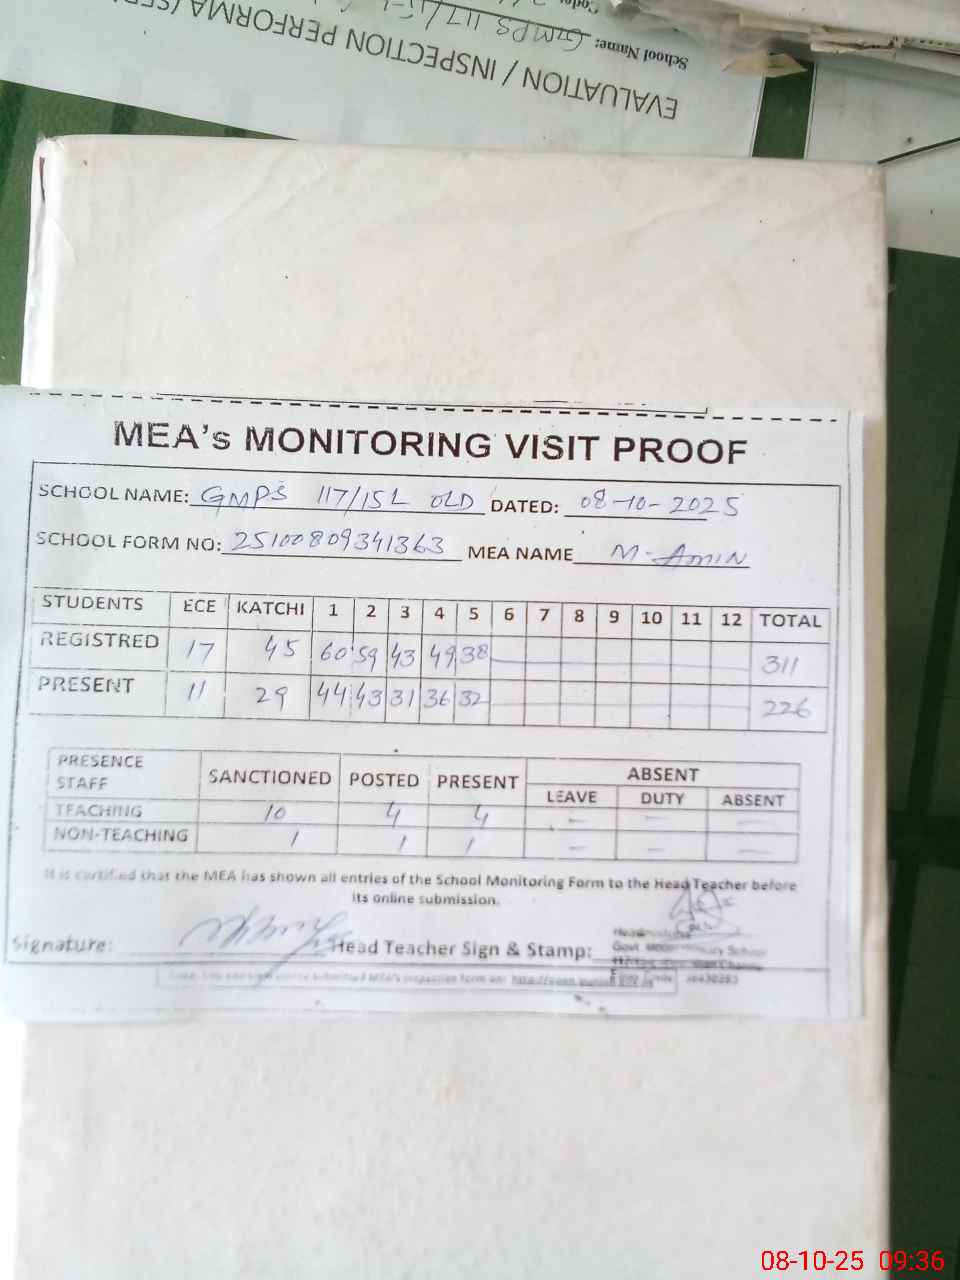 EVALUATION / INSPECTION PERFORMA
School Name: GMPS 117/15-L
MEA's MONITORING VISIT PROOF
SCHOOL NAME: GMPS 117/15L OLD DATED: 08-10-2025
SCHOOL FORM NO: 25100809341363 MEA NAME M-AMIN
STUDENTS ECE KATCHI 1 2 3 4 5 6 7 8 9 10 11 12 TOTAL
REGISTRED 17 45 60 59 43 49 38 311
PRESENT 11 29 44 43 31 36 32 226
PRESENCE STAFF SANCTIONED POSTED PRESENT ABSENT
LEAVE DUTY ABSENT
TEACHING 10 4 4 — — —
NON-TEACHING 1 1 1 — — —
It is certified that the MEA has shown all entries of the School Monitoring Form to the Head Teacher before
its online submission.
Signature: Head Teacher Sign & Stamp:
Govt School
08-10-25 09:36